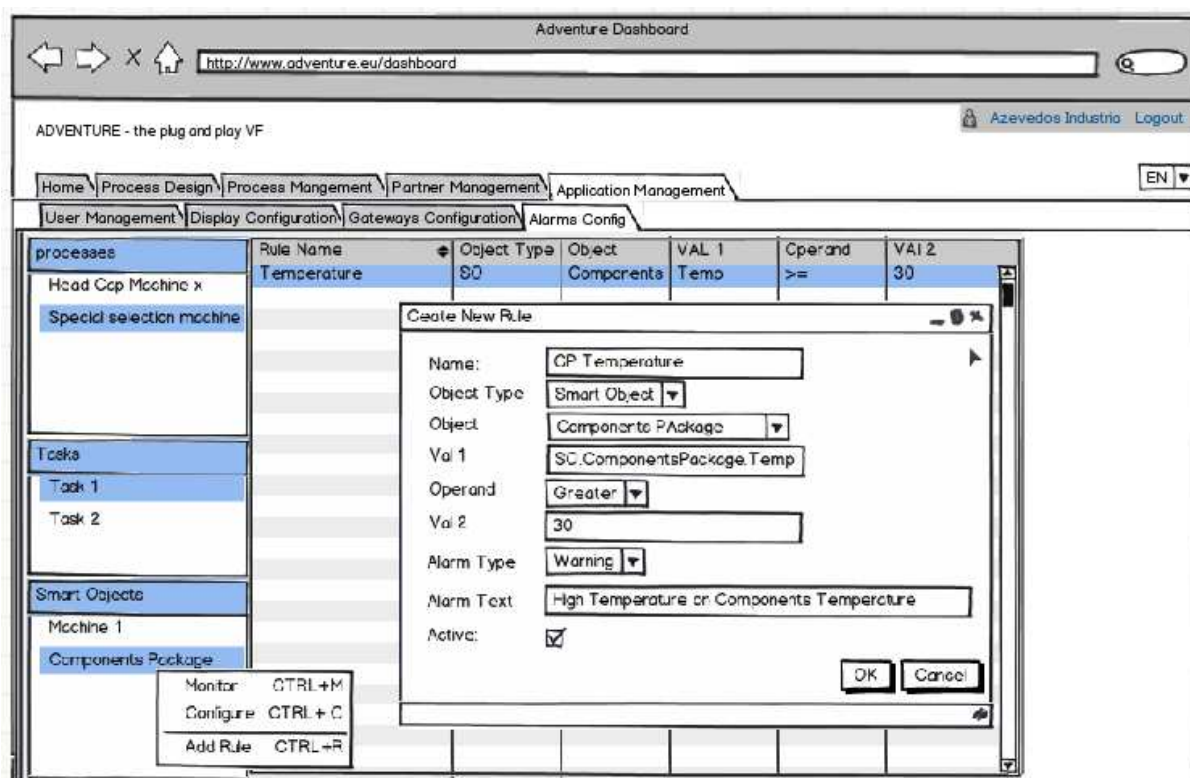 Adventure Dashboard
http://www.adventure.eu/dashboard
ADVENTURE - the plug and play VF
Azevedos Industria Logout
Home Process Design Process Mangement Partner Management Application Management
EN
User Management Display Configuration Gateways Configuration Alarms Config
processes
Head Cap Machine x
Special selection machine
Tasks
Task 1
Task 2
Smart Objects
Machine 1
Components Package
Monitor CTRL+M
Configure CTRL + C
Add Rule CTRL+R
Rule Name Object Type Object VAL 1 Operand VAl 2
Temperature SO Components Temp >= 30
Create New Rule
Name: CP Temperature
Object Type Smart Object
Object Components PAckage
Val 1 SO.ComponentsPackage.Temp
Operand Greater
Val 2 30
Alarm Type Warning
Alarm Text High Temperature on Components Temperature
Active:
OK Cancel